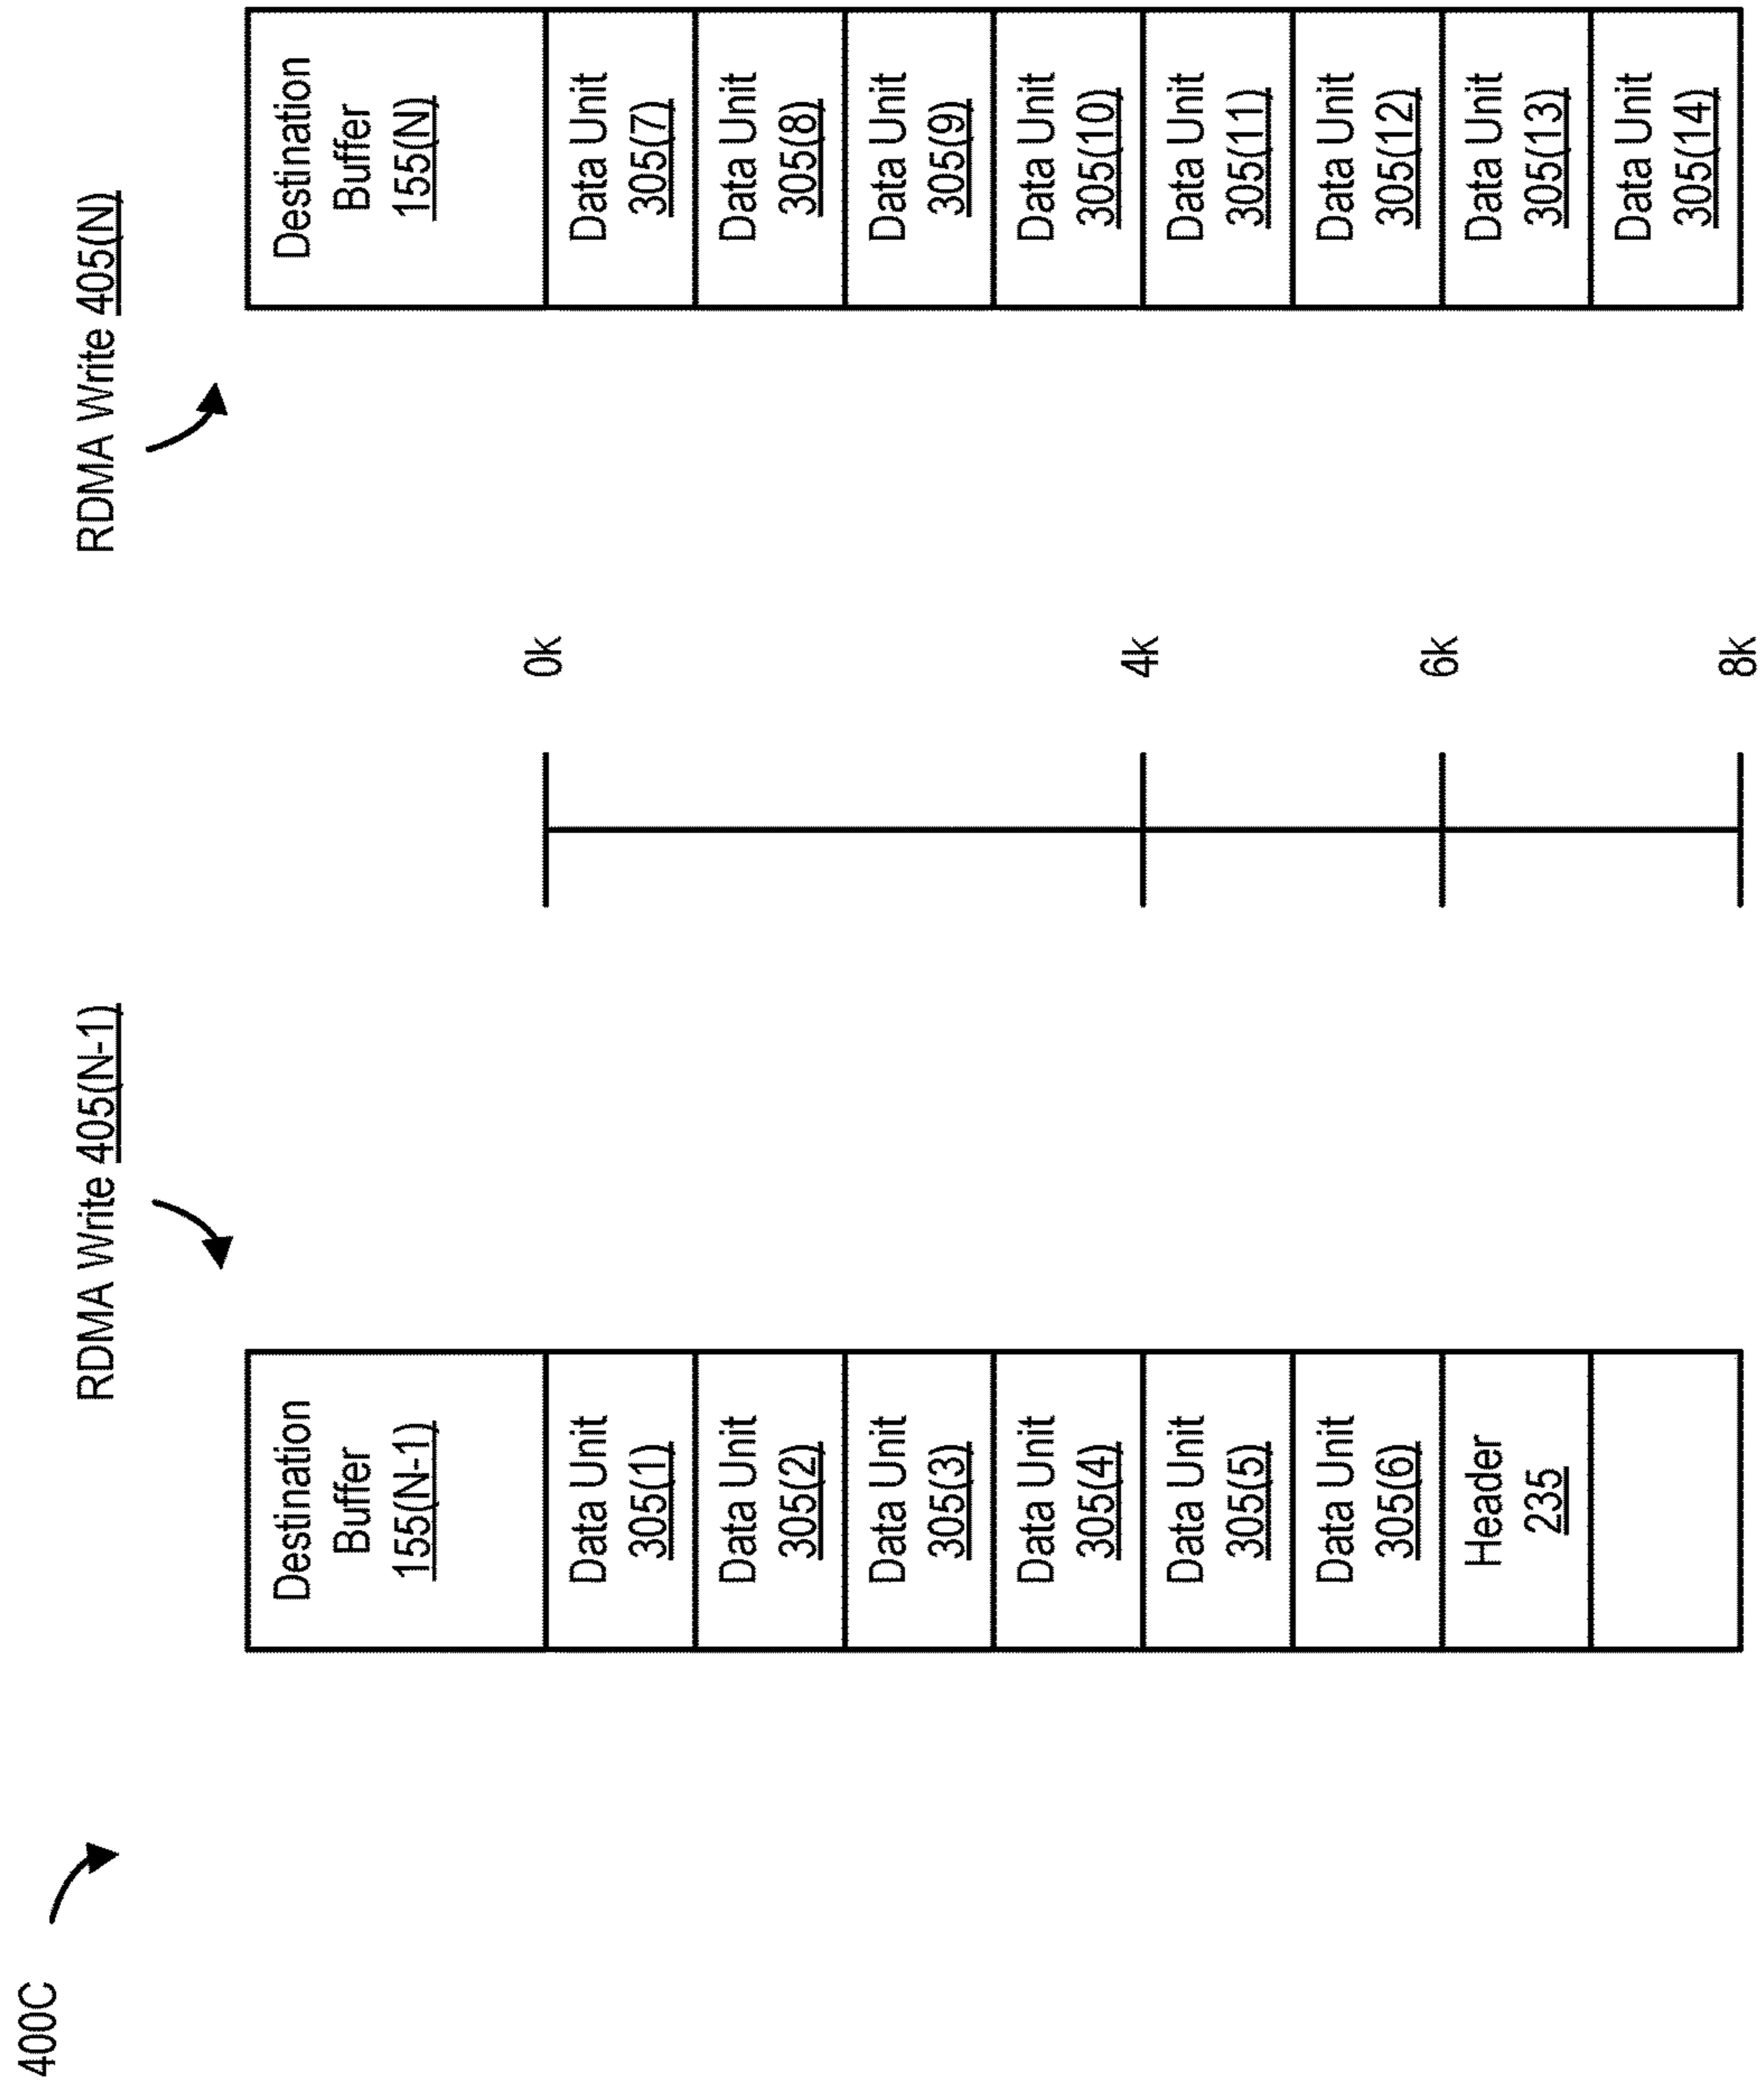 400C
RDMA Write 405(N-1)
Destination
Buffer
155(N-1)
Data Unit
305(1)
Data Unit
305(2)
Data Unit
305(3)
Data Unit
305(4)
Data Unit
305(5)
Data Unit
305(6)
Header
235
0k
4k
6k
8k
RDMA Write 405(N)
Destination
Buffer
155(N)
Data Unit
305(7)
Data Unit
305(8)
Data Unit
305(9)
Data Unit
305(10)
Data Unit
305(11)
Data Unit
305(12)
Data Unit
305(13)
Data Unit
305(14)